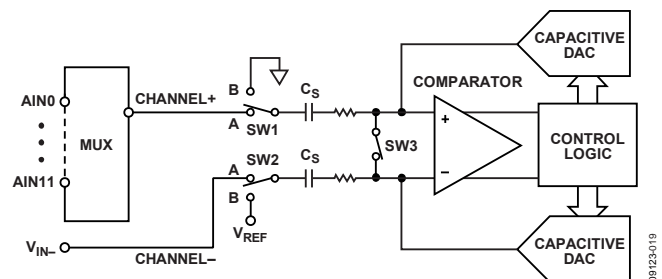 CAPACITIVE
DAC
B
CHANNEL+
CS
COMPARATOR
AIN0
A
SW1
+
MUX
SW3
CONTROL
LOGIC
CS
A
SW2
−
AIN11
B
VIN−
CHANNEL−
VREF
CAPACITIVE
DAC
09123-019